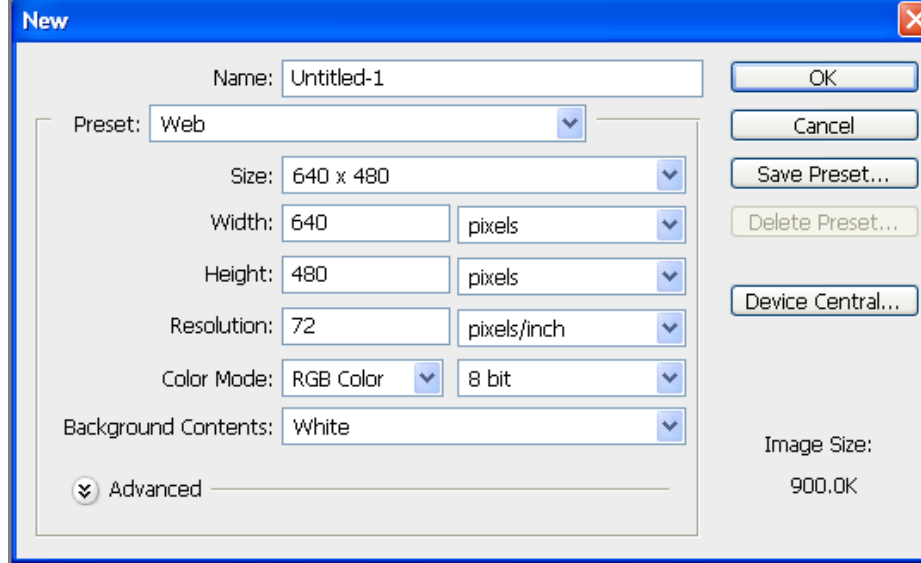 New
Name: Untitled-1
OK
Preset: Web
Cancel
Size: 640 x 480
Save Preset...
Width: 640 pixels
Delete Preset...
Height: 480 pixels
Device Central...
Resolution: 72 pixels/inch
Color Mode: RGB Color 8 bit
Background Contents: White
Image Size:
Advanced
900.0K